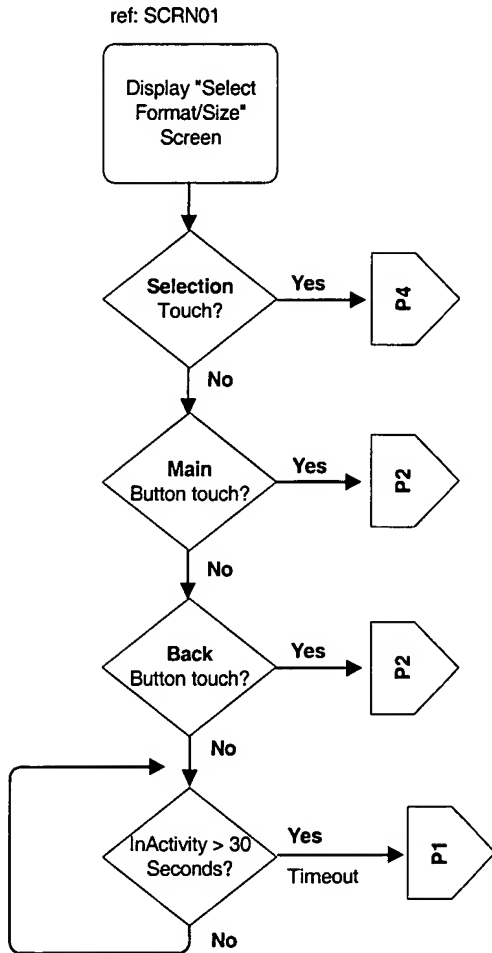 ref: SCRN01
Display "Select
Format/Size"
Screen
Selection
Touch?
Yes
P4
No
Main
Button touch?
Yes
P2
No
Back
Button touch?
Yes
P2
No
InActivity > 30
Seconds?
Yes
Timeout
P1
No